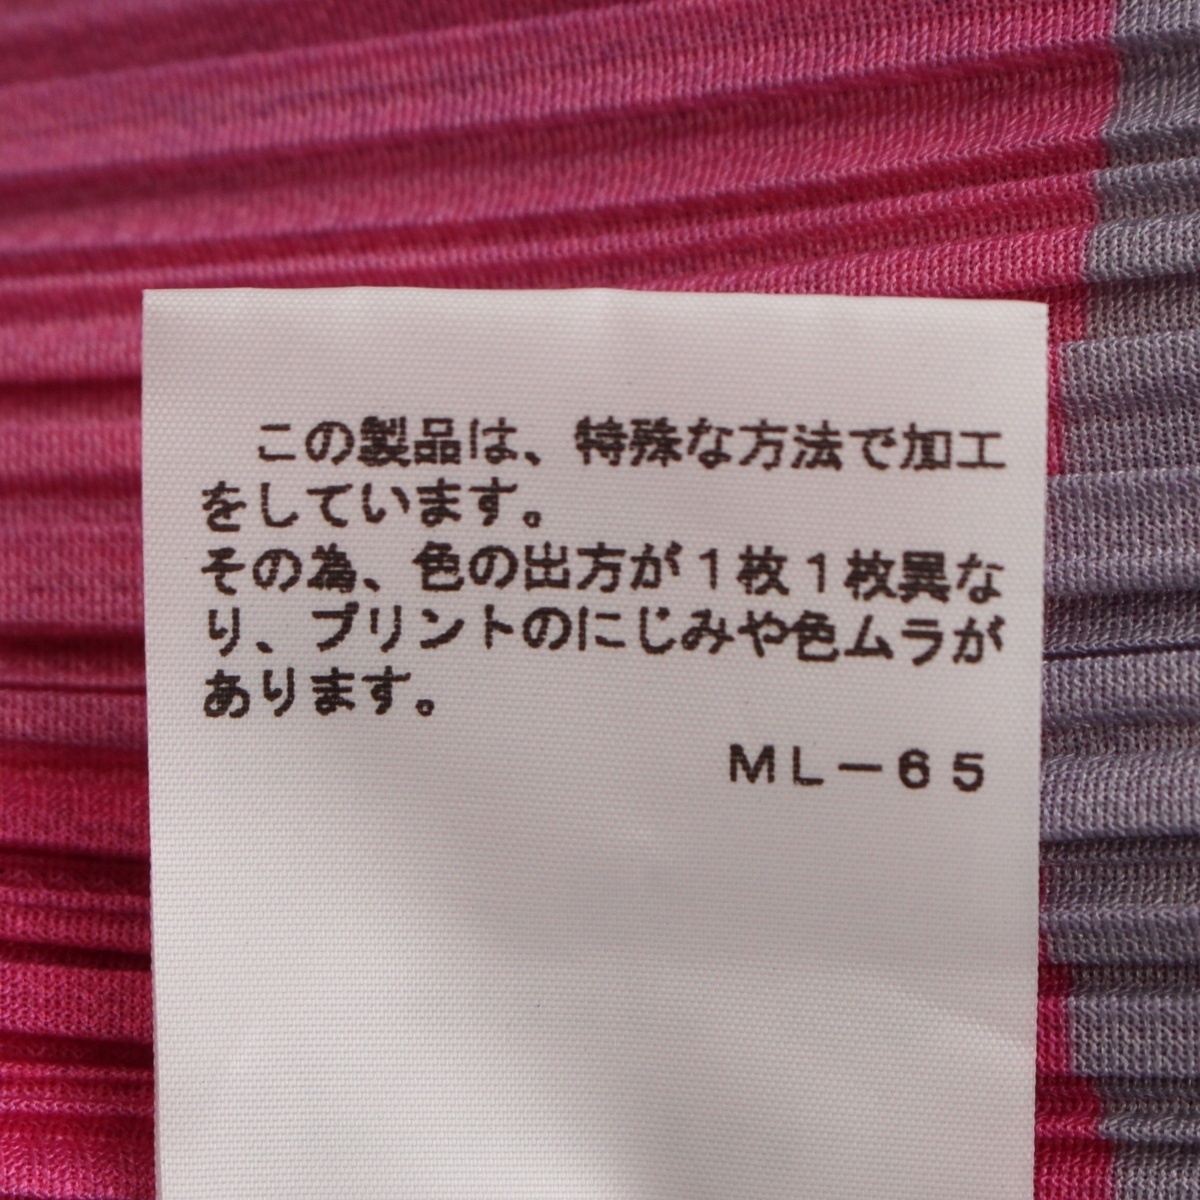 この製品は、特殊な方法で加工
をしています。
その為、色の出方が１枚１枚異な
り、プリントのにじみや色ムラが
あります。
ＭＬ－６５